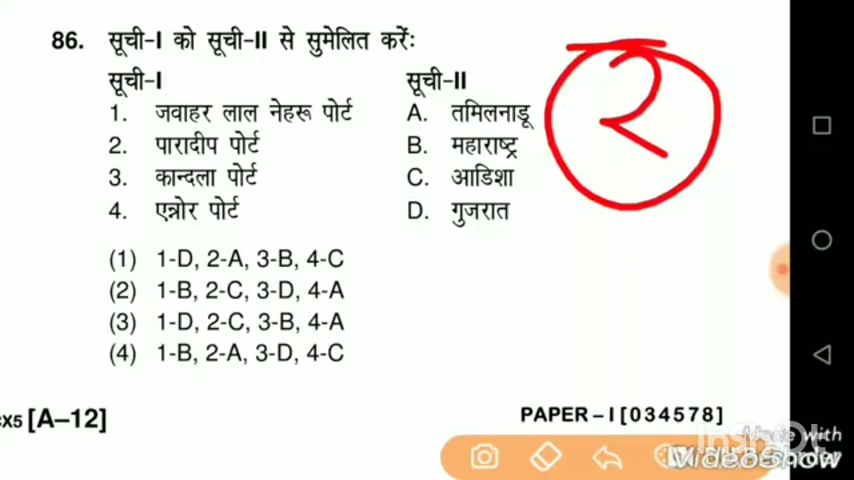 86. सूची-I को सूची-II से सुमेलित करें:
सूची-I सूची-II
1. जवाहर लाल नेहरू पोर्ट A. तमिलनाडू
2. पारादीप पोर्ट B. महाराष्ट्र
3. कान्दला पोर्ट C. आडिशा
4. एन्नोर पोर्ट D. गुजरात
२
(1) 1-D, 2-A, 3-B, 4-C
(2) 1-B, 2-C, 3-D, 4-A
(3) 1-D, 2-C, 3-B, 4-A
(4) 1-B, 2-A, 3-D, 4-C
X5 [A–12] PAPER – I [034578]
Made with
VideoShow